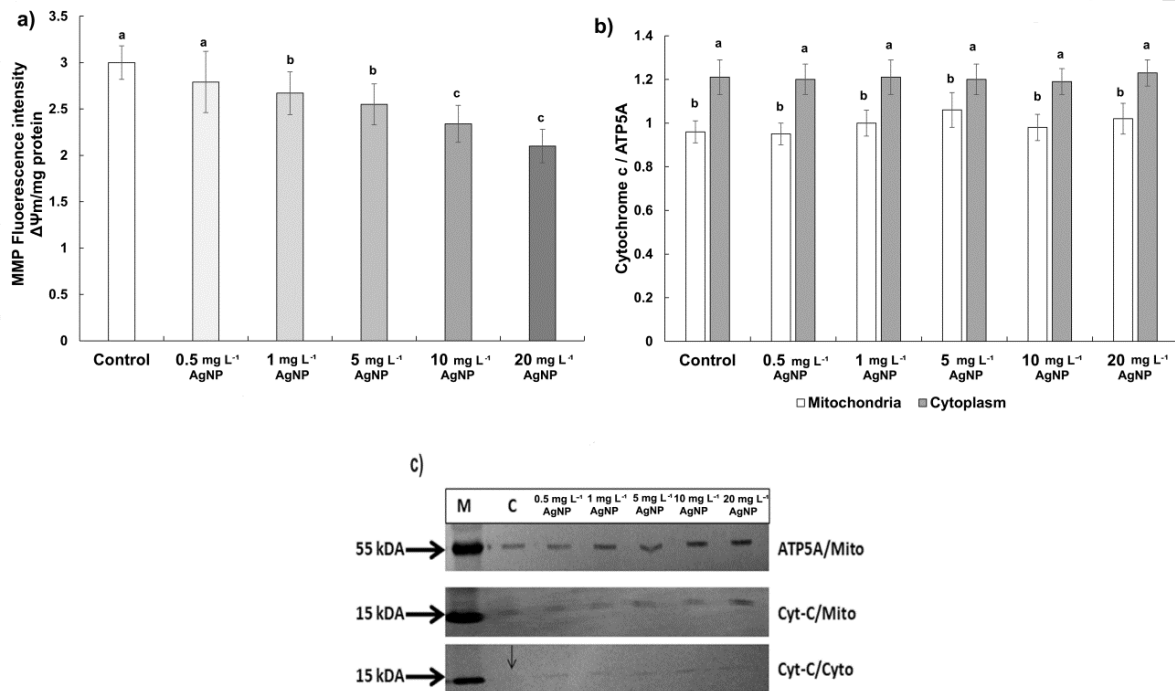 a)
MMP Fluoerescence intensity
ΔΨm/mg protein
3.5
3
2.5
2
1.5
1
0.5
0
a
a
b
b
c
c
Control
0.5 mg L⁻¹
AgNP
1 mg L⁻¹
AgNP
5 mg L⁻¹
AgNP
10 mg L⁻¹
AgNP
20 mg L⁻¹
AgNP
b)
Cytochrome c / ATP5A
1.4
1.2
1
0.8
0.6
0.4
0.2
0
b
a
b
a
b
a
b
a
b
a
b
a
Control
0.5 mg L⁻¹
AgNP
1 mg L⁻¹
AgNP
5 mg L⁻¹
AgNP
10 mg L⁻¹
AgNP
20 mg L⁻¹
AgNP
Mitochondria
Cytoplasm
c)
M
C
0.5 mg L⁻¹
AgNP
1 mg L⁻¹
AgNP
5 mg L⁻¹
AgNP
10 mg L⁻¹
AgNP
20 mg L⁻¹
AgNP
55 kDA
ATP5A/Mito
15 kDA
Cyt-C/Mito
15 kDA
Cyt-C/Cyto